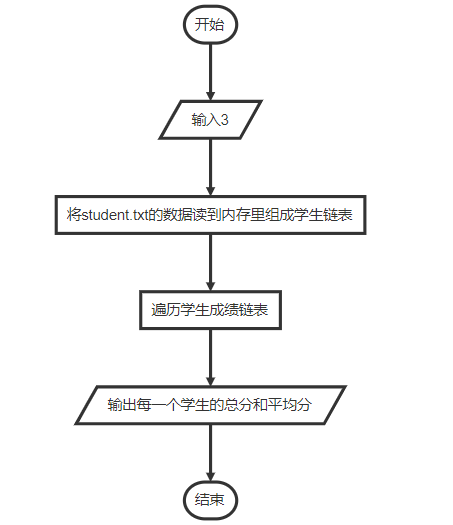 开始
输入3
将student.txt的数据读到内存里组成学生链表
遍历学生成绩链表
输出每一个学生的总分和平均分
结束